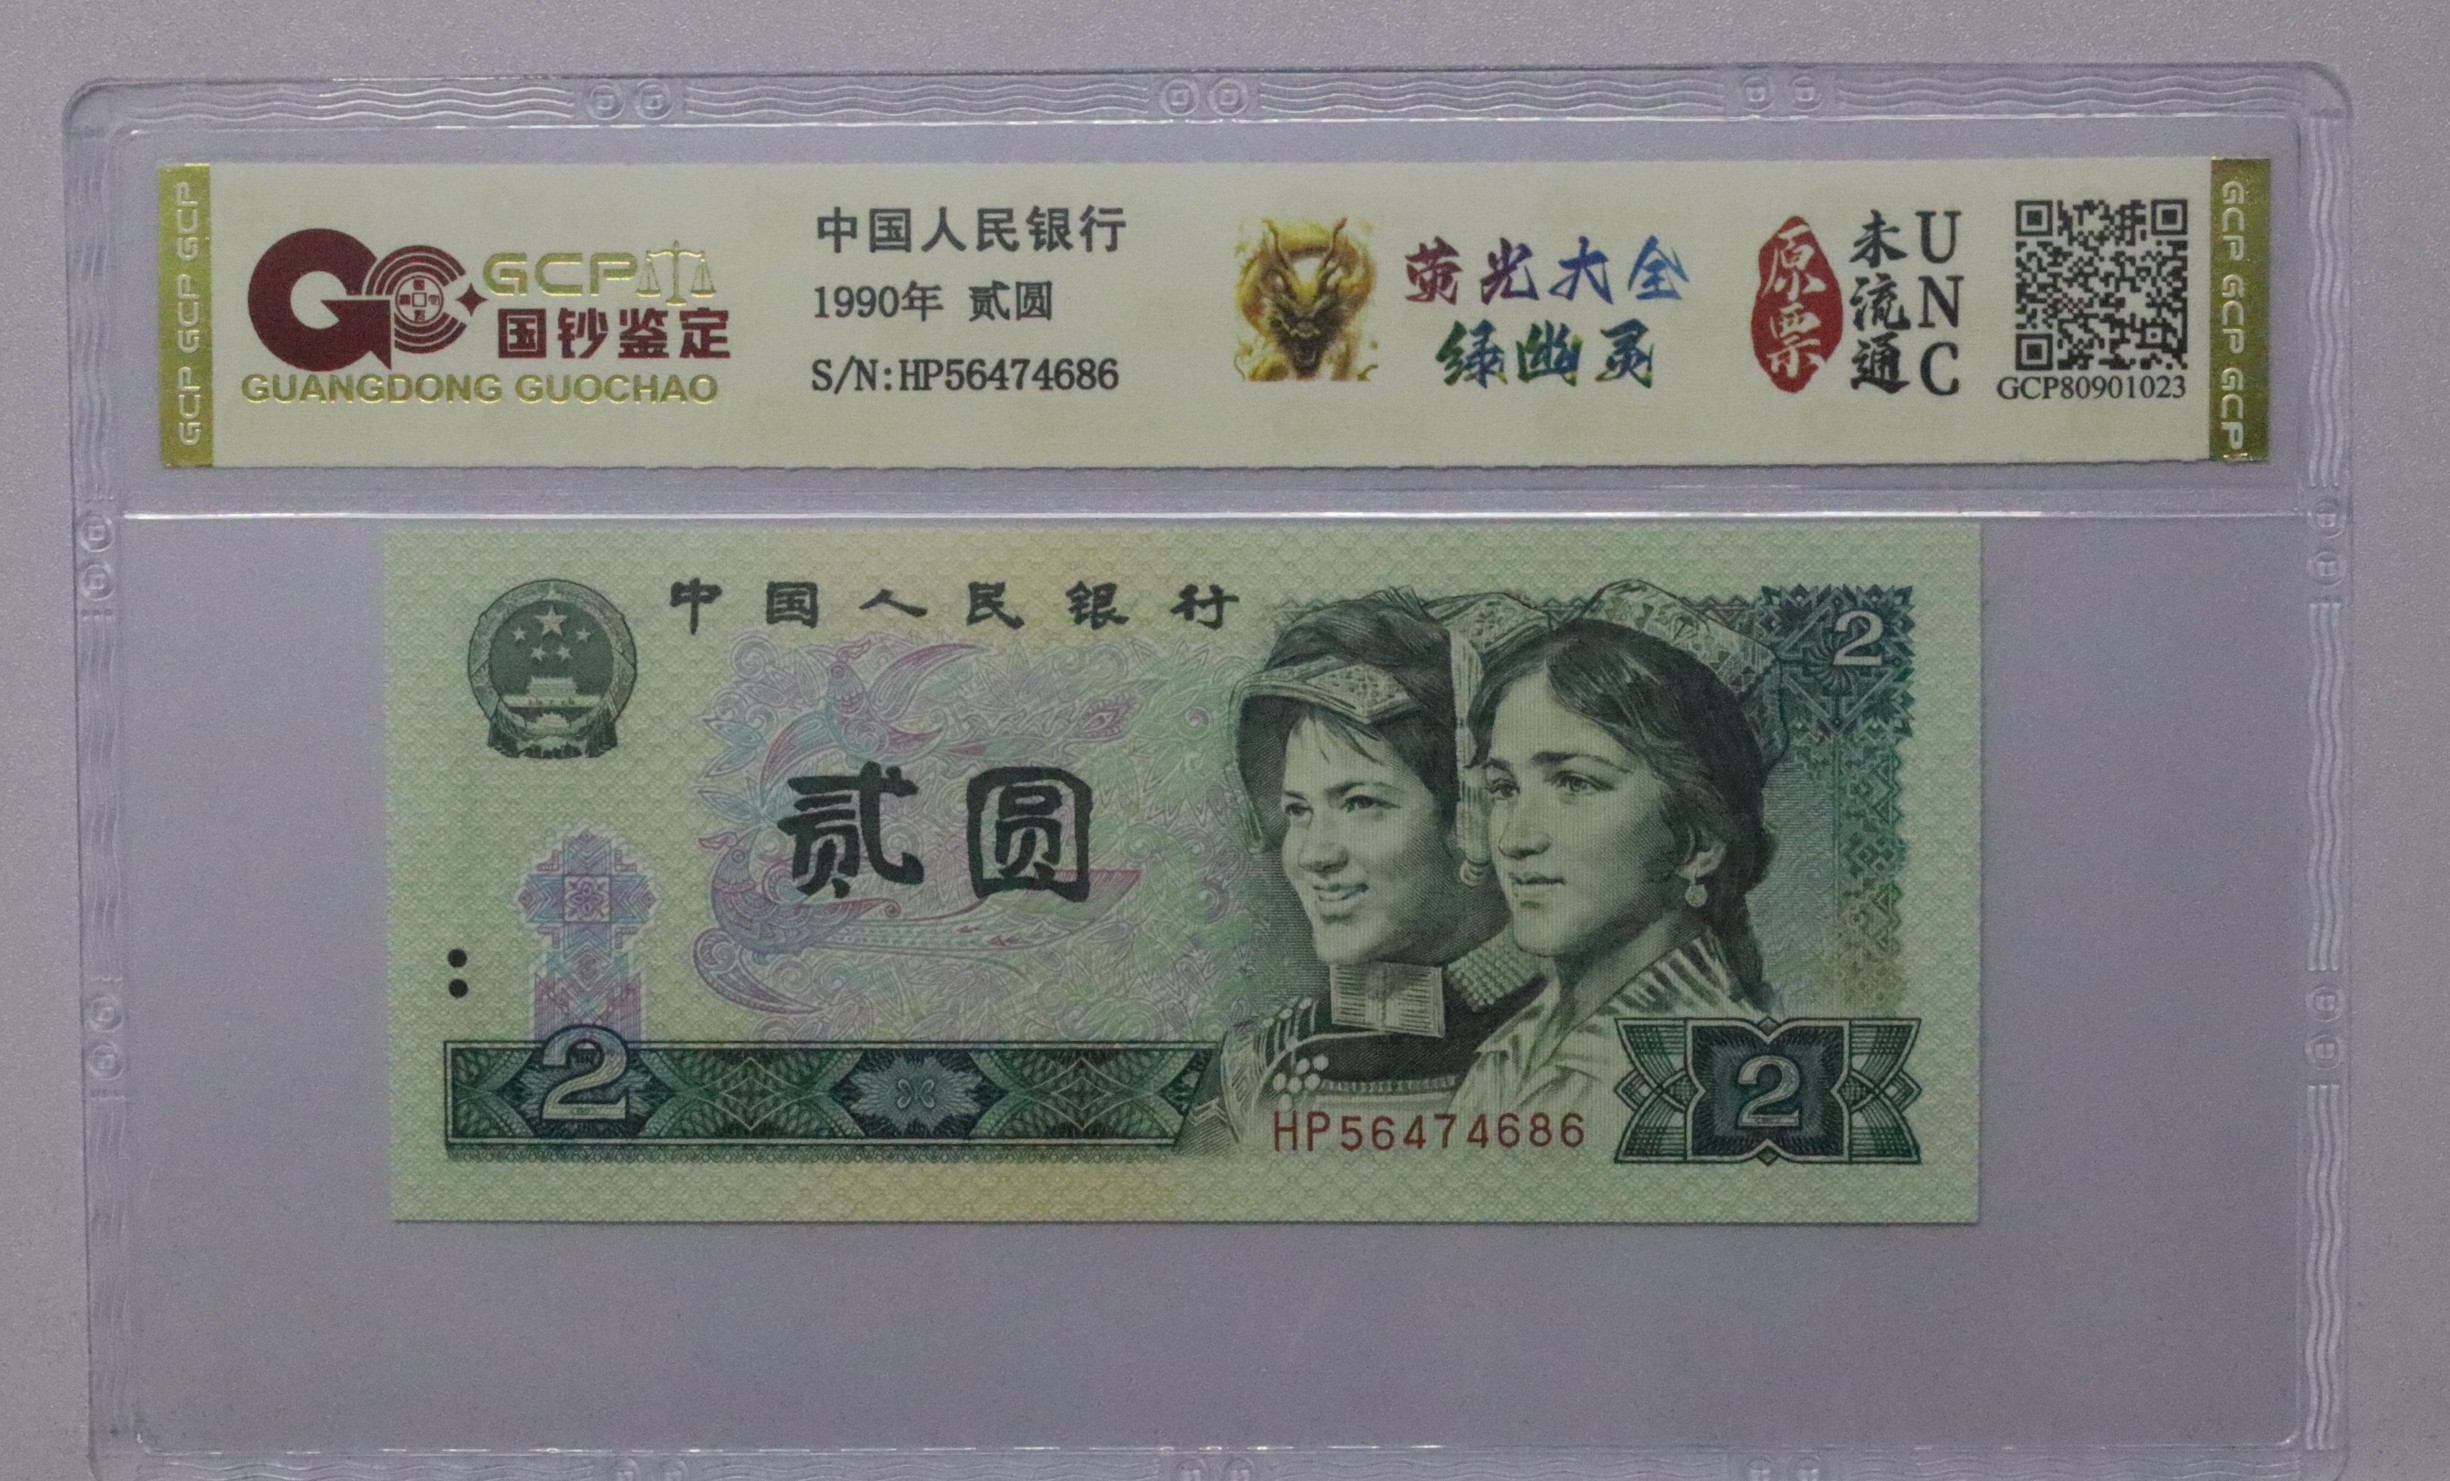 GCP GCP GCP
GCP
国钞鉴定
GUANGDONG GUOCHAO
中国人民银行
1990年 贰圆
S/N:HP56474686
荧光大全
绿幽灵
原票
未流通
UNC
GCP80901023
GCP GCP GCP
中国人民银行
2
贰圆
2
HP56474686
2